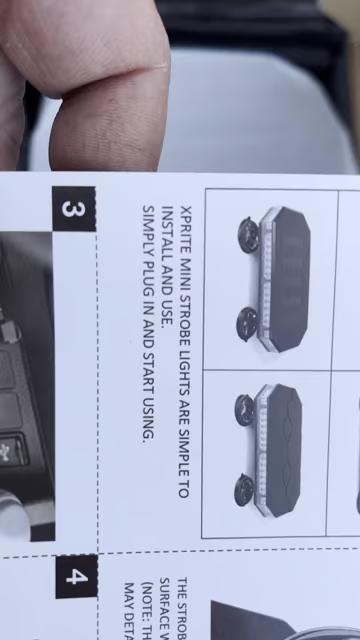 XPRITE MINI STROBE LIGHTS ARE SIMPLE TO
INSTALL AND USE.
SIMPLY PLUG IN AND START USING.
3
4
THE STROB
SURFACE W
(NOTE: TH
MAY DETA